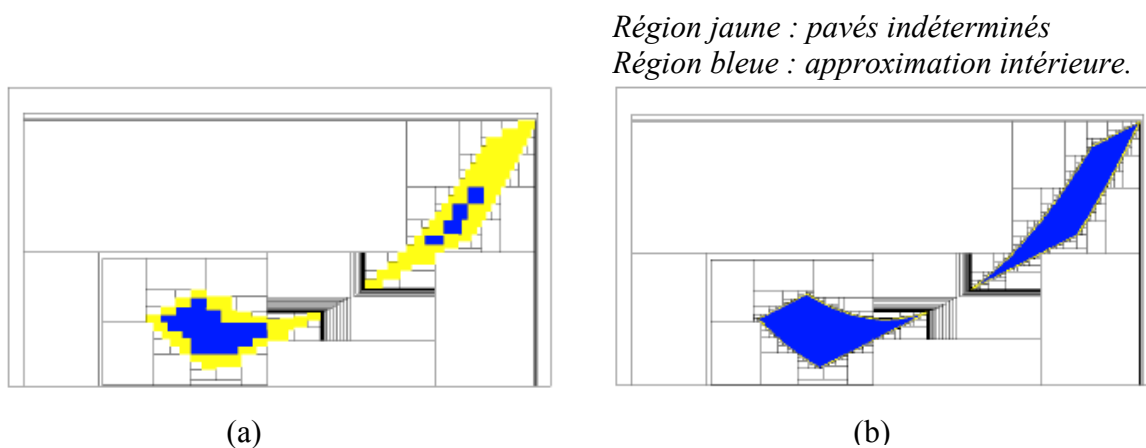 Région jaune : pavés indéterminés
Région bleue : approximation intérieure.
(a)
(b)